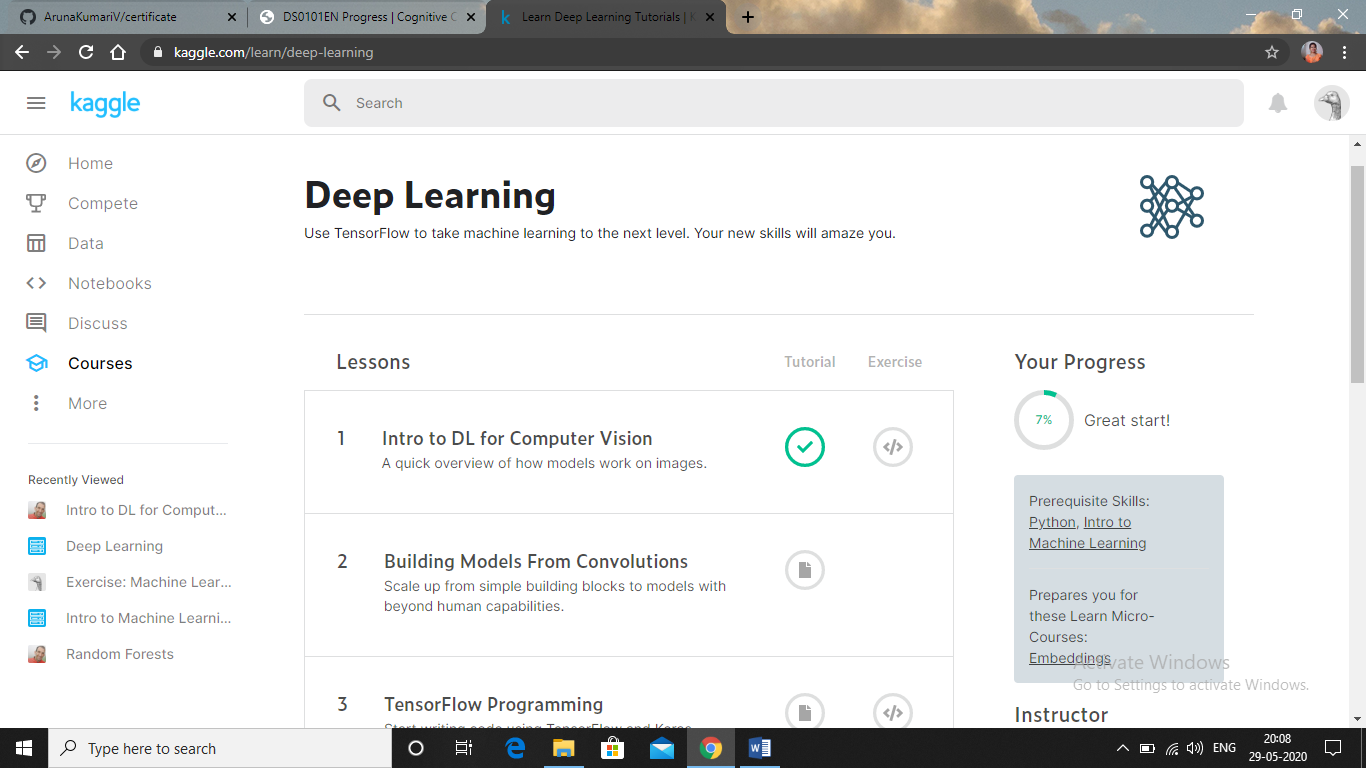 ArunaKumariV/certificate
DS0101EN Progress | Cognitive C
Learn Deep Learning Tutorials | K
kaggle.com/learn/deep-learning
kaggle
Search
Home
Compete
Data
Notebooks
Discuss
Courses
More
Recently Viewed
Intro to DL for Comput...
Deep Learning
Exercise: Machine Lear...
Intro to Machine Learni...
Random Forests
Deep Learning
Use TensorFlow to take machine learning to the next level. Your new skills will amaze you.
Lessons
Tutorial
Exercise
1
Intro to DL for Computer Vision
A quick overview of how models work on images.
2
Building Models From Convolutions
Scale up from simple building blocks to models with
beyond human capabilities.
3
TensorFlow Programming
Start writing code using TensorFlow and Keras
Your Progress
7%
Great start!
Prerequisite Skills:
Python, Intro to
Machine Learning
Prepares you for
these Learn Micro-
Courses:
Embeddings
Activate Windows
Go to Settings to activate Windows.
Instructor
Type here to search
ENG
20:08
29-05-2020